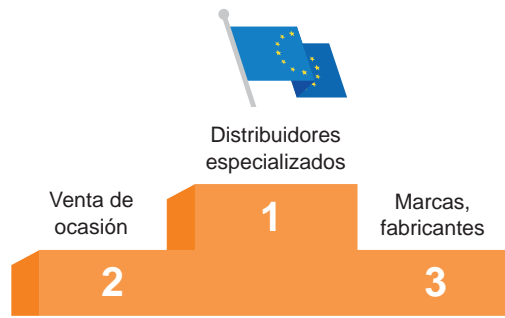 Distribuidores
especializados
Venta de
ocasión
1
Marcas,
fabricantes
2
3